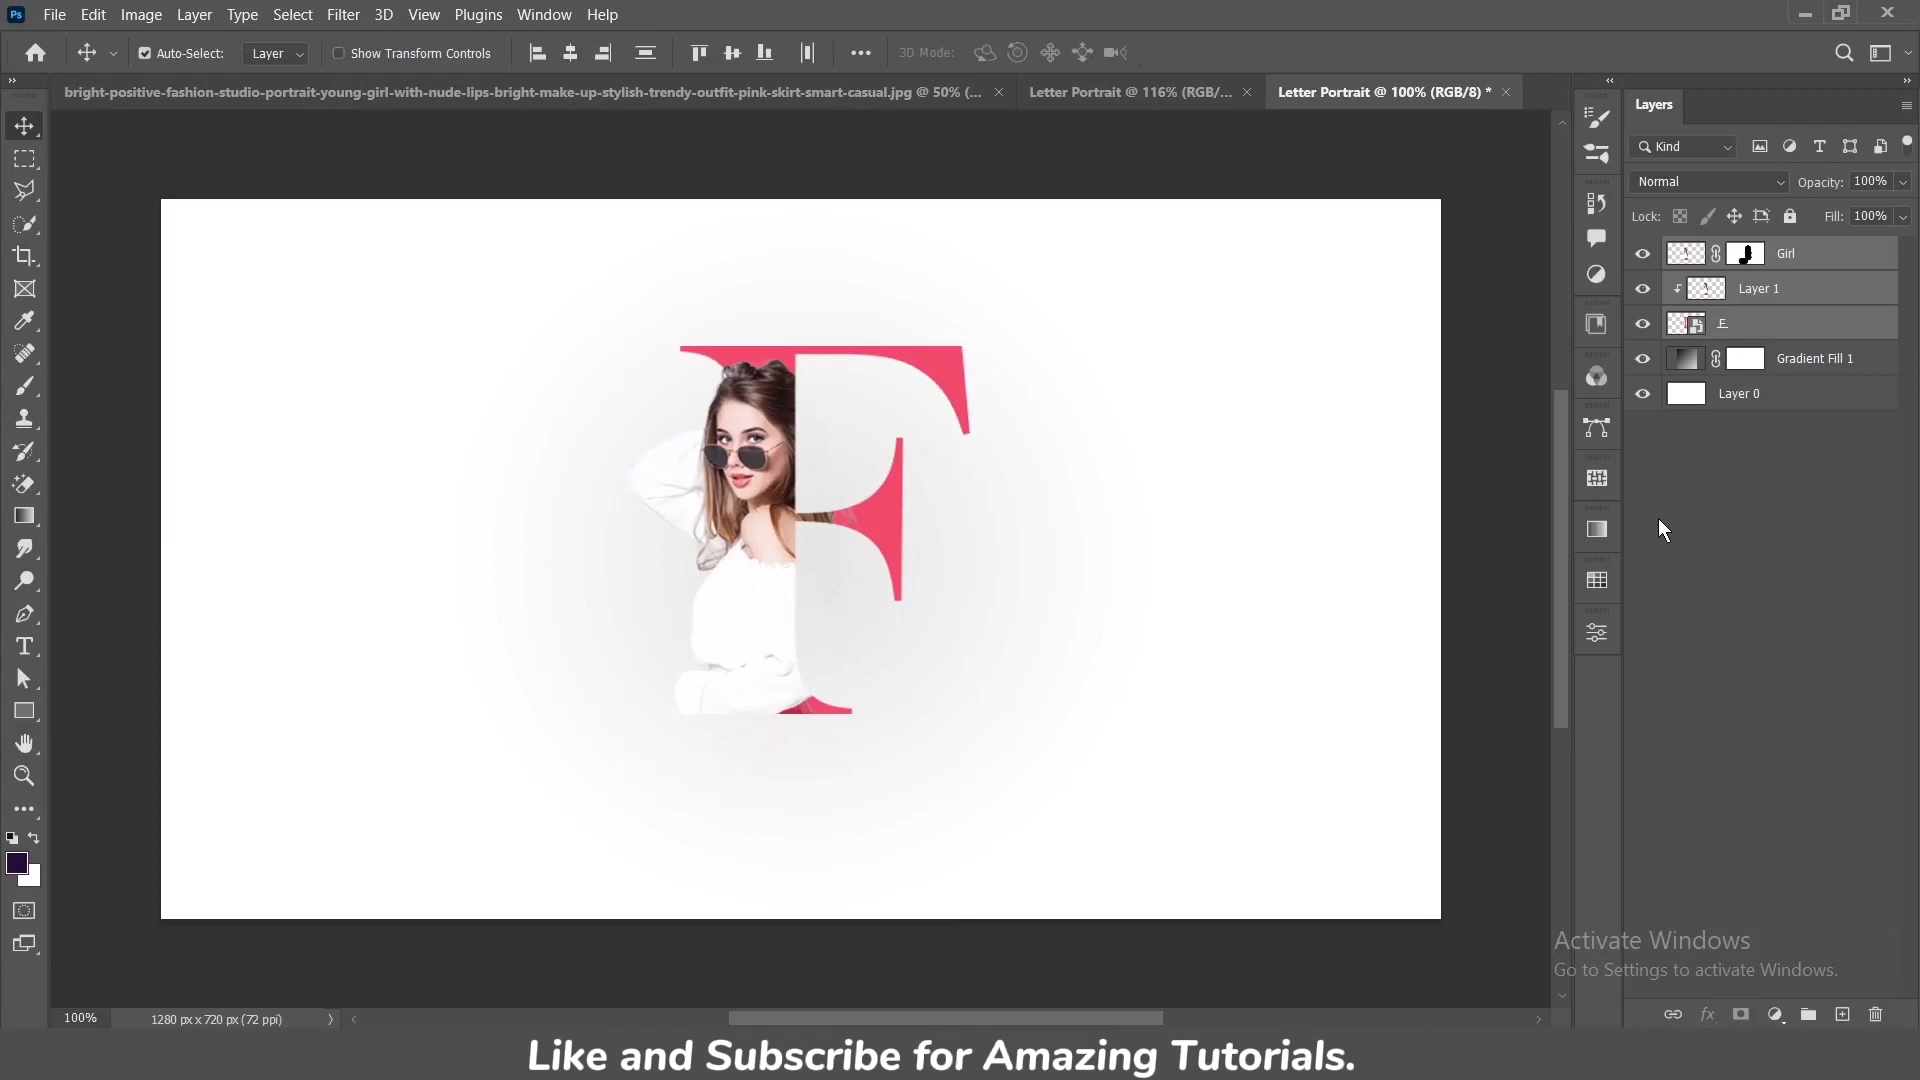 Ps File Edit Image Layer Type Select Filter 3D View Plugins Window Help
Auto-Select: Layer Show Transform Controls 3D Mode:
bright-positive-fashion-studio-portrait-young-girl-with-nude-lips-bright-make-up-stylish-trendy-outfit-pink-skirt-smart-casual.jpg @ 50% (...
Letter Portrait @ 116% (RGB/...
Letter Portrait @ 100% (RGB/8) *
Layers
Kind
Normal Opacity: 100%
Lock: Fill: 100%
Girl
Layer 1
F
Gradient Fill 1
Layer 0
F
Activate Windows
Go to Settings to activate Windows.
100% 1280 px x 720 px (72 ppi)
Like and Subscribe for Amazing Tutorials.